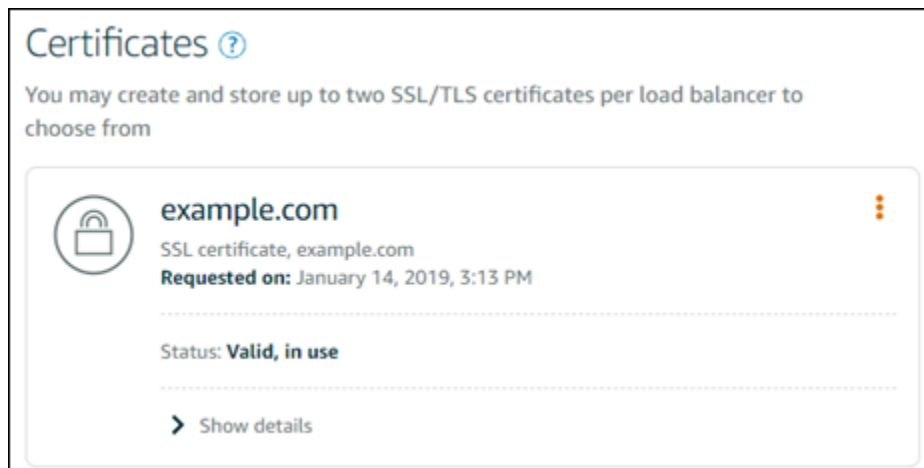 Certificates ?
You may create and store up to two SSL/TLS certificates per load balancer to
choose from
example.com
SSL certificate, example.com
Requested on: January 14, 2019, 3:13 PM
Status: Valid, in use
Show details